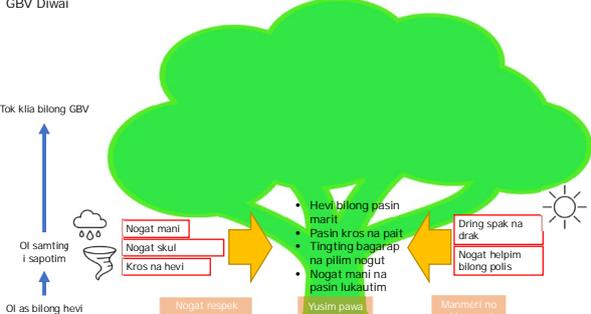 GBV Diwai
Tok klia bilong GBV
Ol samting
i sapotim
Ol as bilong hevi
Nogat mani
Nogat skul
Kros na hevi
• Hevi bilong pasin
marit
• Pasin kros na pait
• Tingting bagarap
na pilim nogut
• Nogat mani na
pasin lukautim
Dring spak na
drak
Nogat helpim
bilong polis
Nogat respek
Yusim pawa
Manmeri no